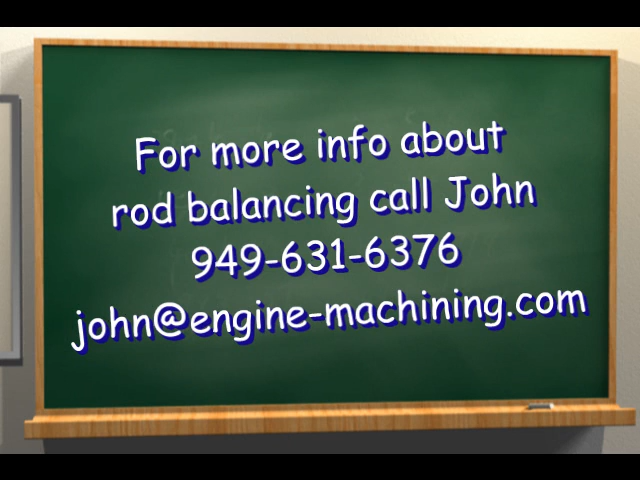 For more info about
rod balancing call John
949-631-6376
john@engine-machining.com